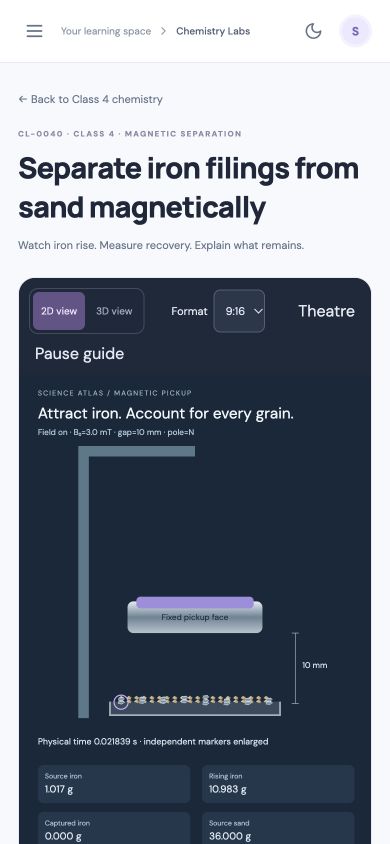 Your learning space > Chemistry Labs
S
← Back to Class 4 chemistry
CL-0040 · CLASS 4 · MAGNETIC SEPARATION
Separate iron filings from
sand magnetically
Watch iron rise. Measure recovery. Explain what remains.
2D view
3D view
Format
9:16
Theatre
Pause guide
SCIENCE ATLAS / MAGNETIC PICKUP
Attract iron. Account for every grain.
Field on · B₀=3.0 mT · gap=10 mm · pole=N
Fixed pickup face
10 mm
Physical time 0.021839 s · independent markers enlarged
Source iron
1.017 g
Rising iron
10.983 g
Captured iron
0.000 g
Source sand
36.000 g